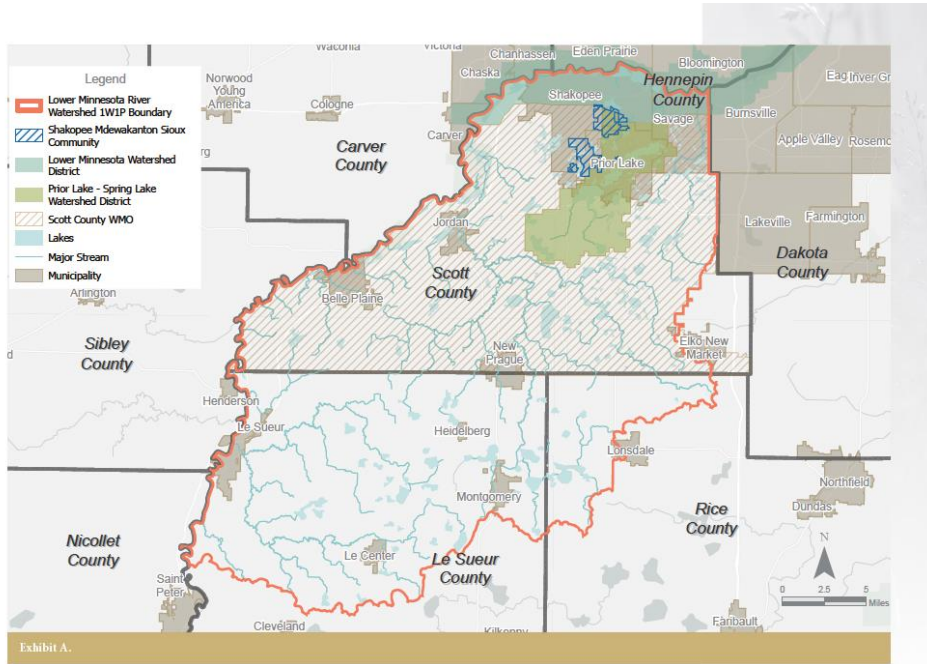 Waconia
Victoria
Chanhassen
Eden Prairie
Bloomington
Chaska
Hennepin
County
Eag
Inver Gr
Legend
Lower Minnesota River
Watershed 1W1P Boundary
Shakopee Mdewakanton Sioux
Community
Lower Minnesota Watershed
District
Prior Lake - Spring Lake
Watershed District
Scott County WMO
Lakes
Major Stream
Municipality
Norwood
Young
America
Cologne
Shakopee
Savage
Burnsville
Carver
Carver
County
Apple Valley
Rosemo
rg
Prior Lake
Jordan
Lakeville
Farmington
Dakota
County
Scott
County
Belle Plaine
Arlington
d
Sibley
County
New
Prague
Elko New
Market
Henderson
Le Sueur
Heidelberg
Lonsdale
Montgomery
Northfield
Dundas
Rice
County
Nicollet
County
Le Center
Le Sueur
County
N
Saint
Peter
0 2.5 5
Miles
Cleveland
Kilkenny
Faribault
Exhibit A.